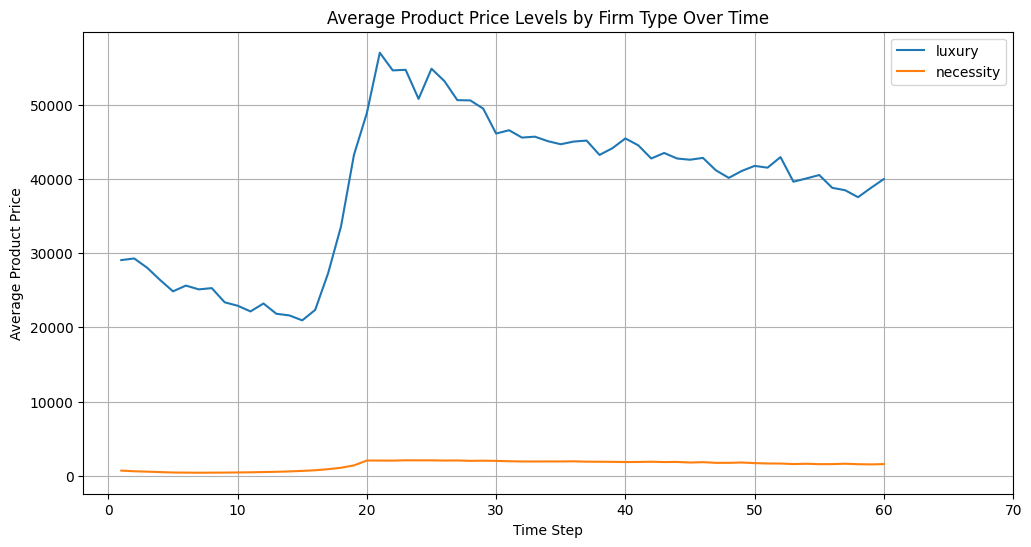 Average Product Price Levels by Firm Type Over Time
luxury
necessity
Average Product Price
50000
40000
30000
20000
10000
0
0 10 20 30 40 50 60 70
Time Step